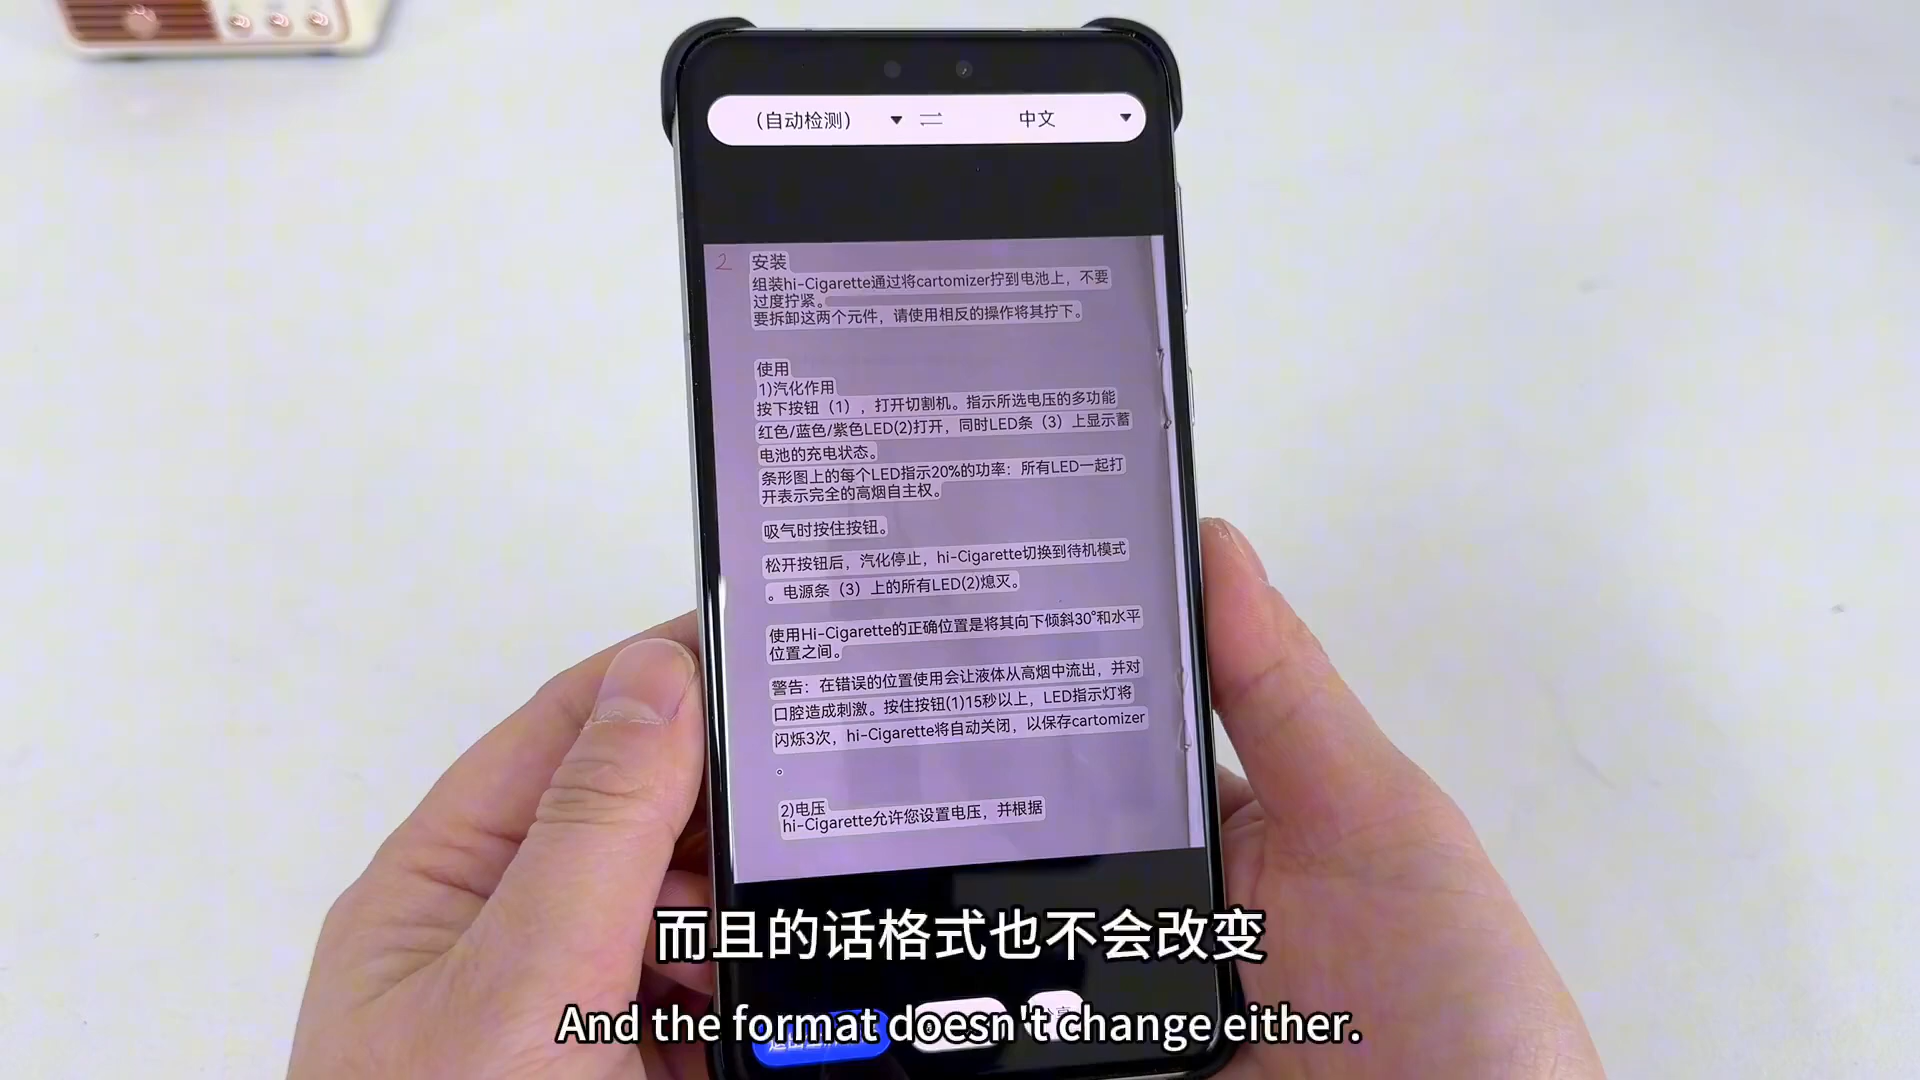 (自动检测)
中文
2
安装
组装hi-Cigarette通过将cartomizer拧到电池上，不要
过度拧紧。
要拆卸这两个元件，请使用相反的操作将其拧下。
使用
1)汽化作用
按下按钮（1），打开切割机。指示所选电压的多功能
红色/蓝色/紫色LED(2)打开，同时LED条（3）上显示蓄
电池的充电状态。
条形图上的每个LED指示20%的功率：所有LED一起打
开表示完全的高烟自主权。
吸气时按住按钮。
松开按钮后，汽化停止，hi-Cigarette切换到待机模式
。电源条（3）上的所有LED(2)熄灭。
使用Hi-Cigarette的正确位置是将其向下倾斜30°和水平
位置之间。
警告：在错误的位置使用会让液体从高烟中流出，并对
口腔造成刺激。按住按钮(1)15秒以上，LED指示灯将
闪烁3次，hi-Cigarette将自动关闭，以保存cartomizer
。
2)电压
hi-Cigarette允许您设置电压，并根据
而且的话格式也不会改变
And the format doesn't change either.